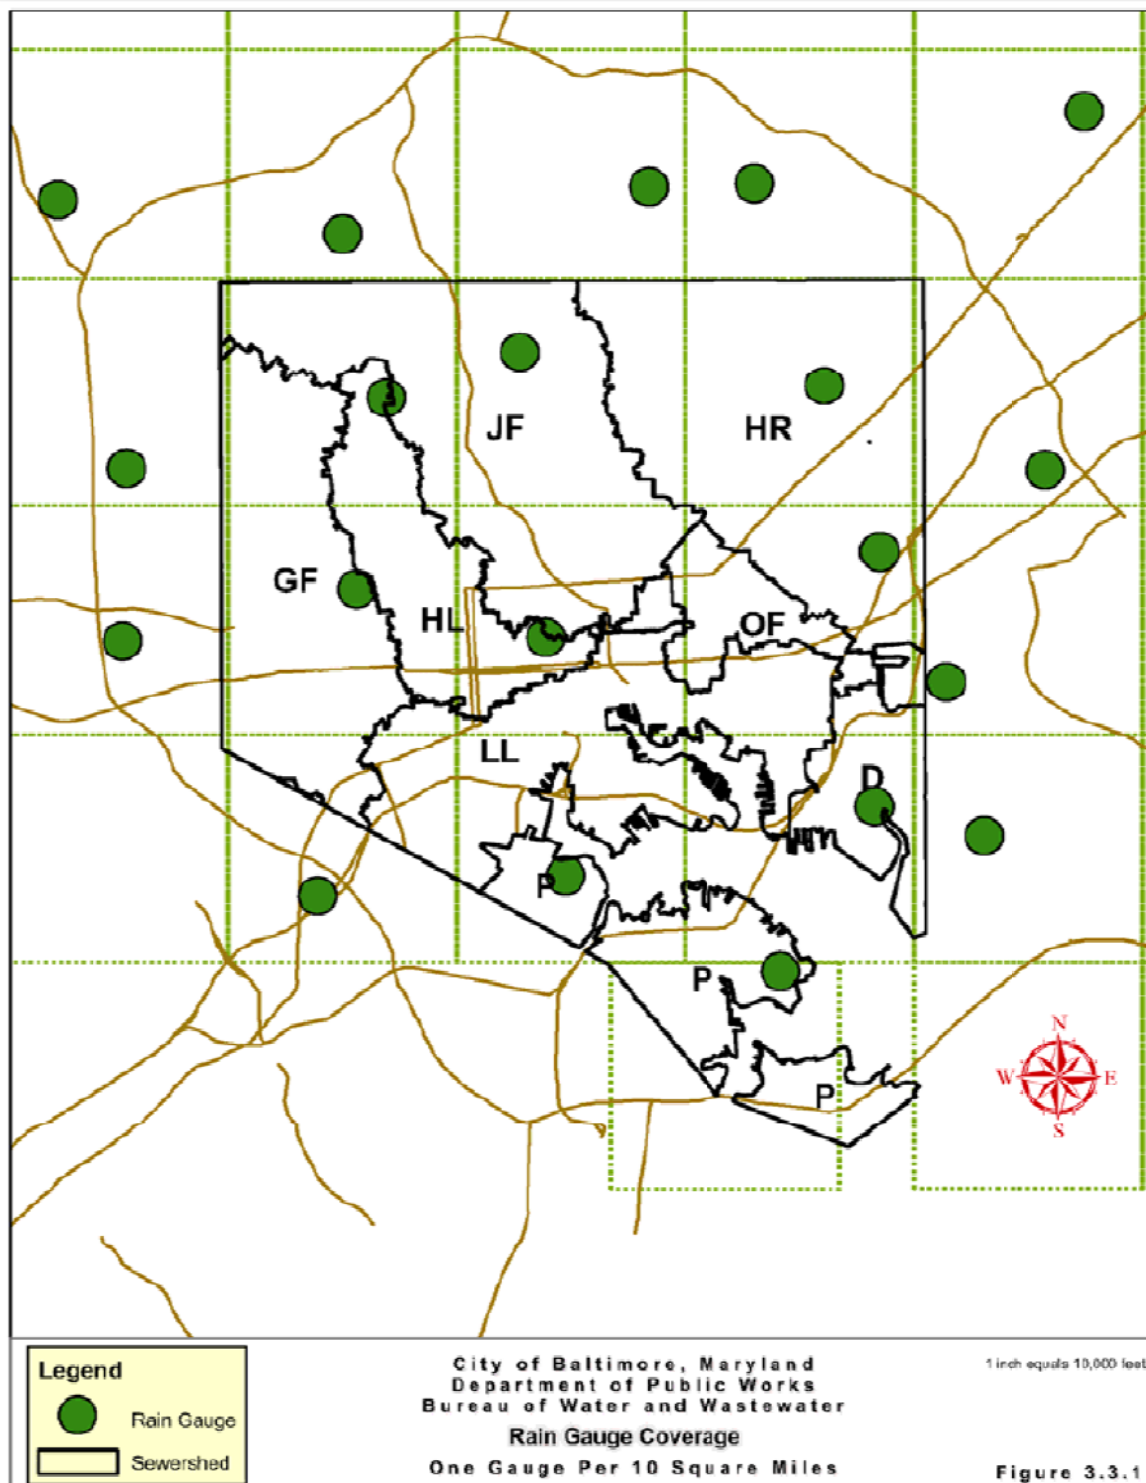 JF
HR
GF
HL
OF
LL
D
P
P
P
N
W
E
S
Legend
Rain Gauge
Sewershed
City of Baltimore, Maryland
Department of Public Works
Bureau of Water and Wastewater
Rain Gauge Coverage
One Gauge Per 10 Square Miles
1 inch equals 10,000 feet
Figure 3.3.1